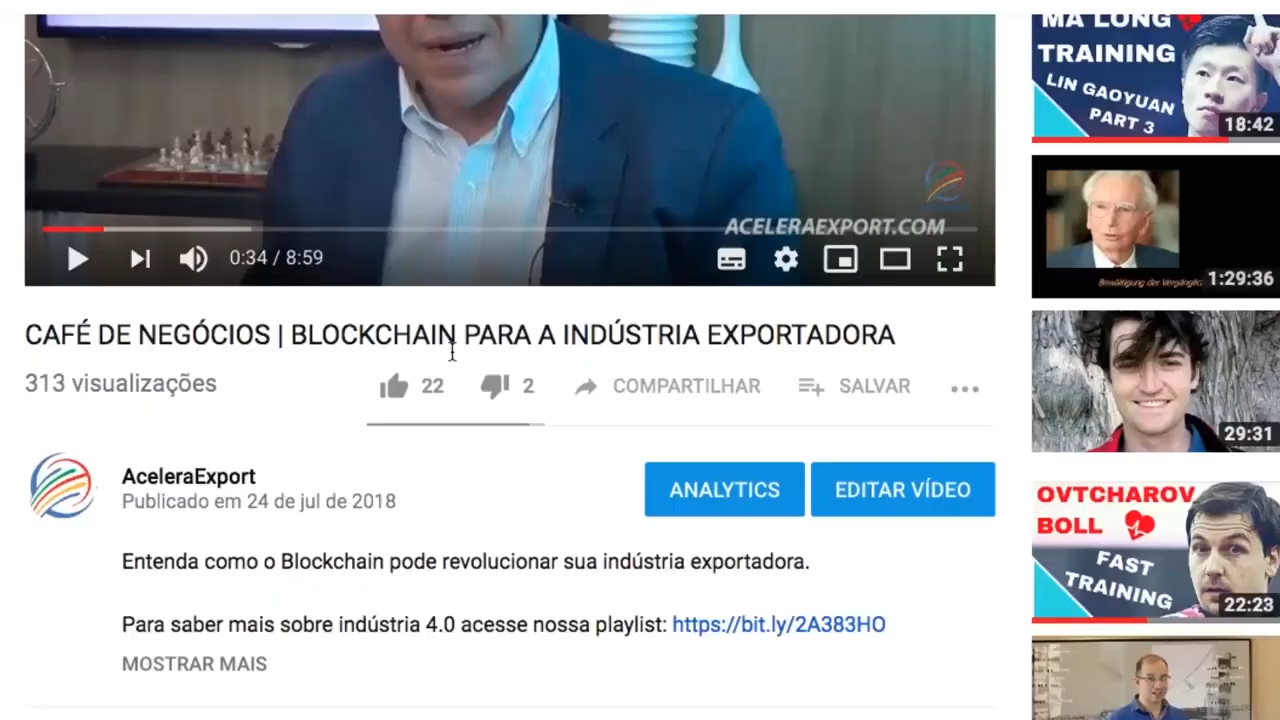 ACELERAEXPORT.COM
0:34 / 8:59
CAFÉ DE NEGÓCIOS | BLOCKCHAIN PARA A INDÚSTRIA EXPORTADORA
313 visualizações
22
2
COMPARTILHAR
SALVAR
AceleraExport
Publicado em 24 de jul de 2018
ANALYTICS
EDITAR VÍDEO
Entenda como o Blockchain pode revolucionar sua indústria exportadora.
Para saber mais sobre indústria 4.0 acesse nossa playlist: https://bit.ly/2A383HO
MOSTRAR MAIS
MA LONG
TRAINING
LIN GAOYUAN
PART 3
18:42
1:29:36
29:31
OVTCHAROV
BOLL
FAST
TRAINING
22:23